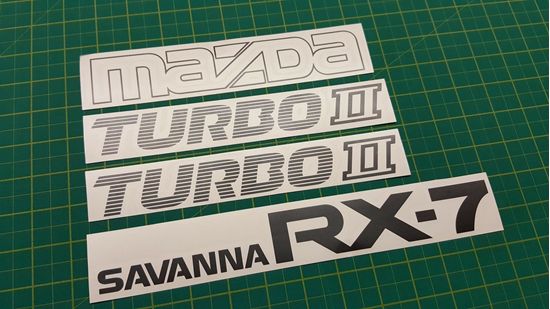 mazda
TURBO II
TURBO II
SAVANNA RX-7